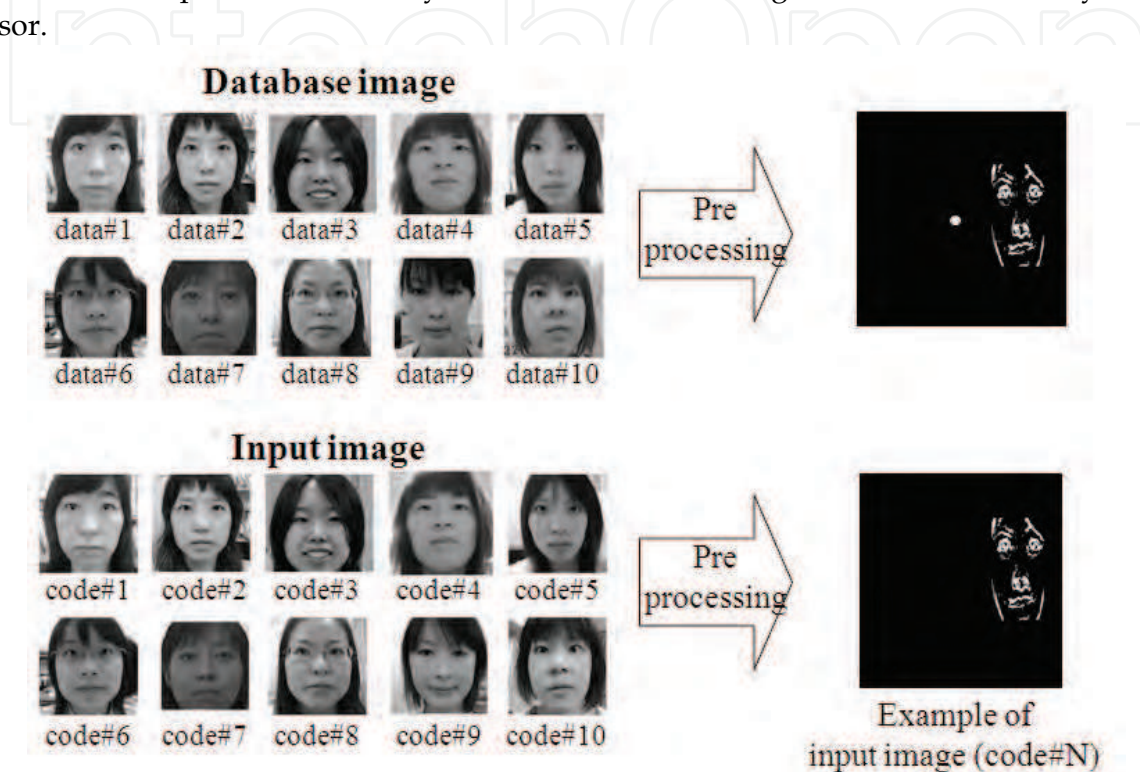 sor.
Database image
data#1 data#2 data#3 data#4 data#5
Pre
processing
data#6 data#7 data#8 data#9 data#10
Input image
code#1 code#2 code#3 code#4 code#5
Pre
processing
code#6 code#7 code#8 code#9 code#10
Example of
input image (code#N)